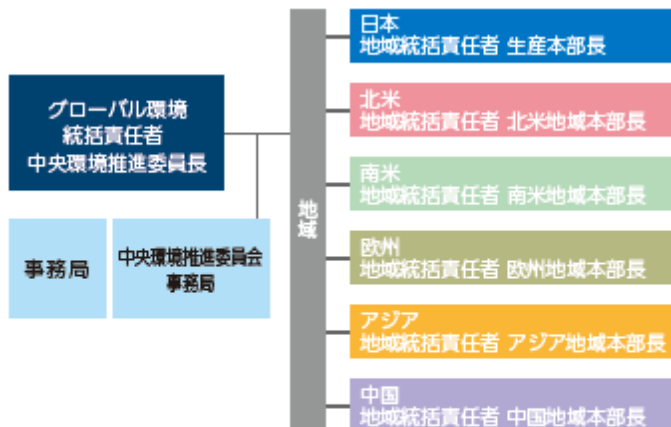 グローバル環境
統括責任者
中央環境推進委員長
事務局
中央環境推進委員会
事務局
地域
日本
地域統括責任者 生産本部長
北米
地域統括責任者 北米地域本部長
南米
地域統括責任者 南米地域本部長
欧州
地域統括責任者 欧州地域本部長
アジア
地域統括責任者 アジア地域本部長
中国
地域統括責任者 中国地域本部長